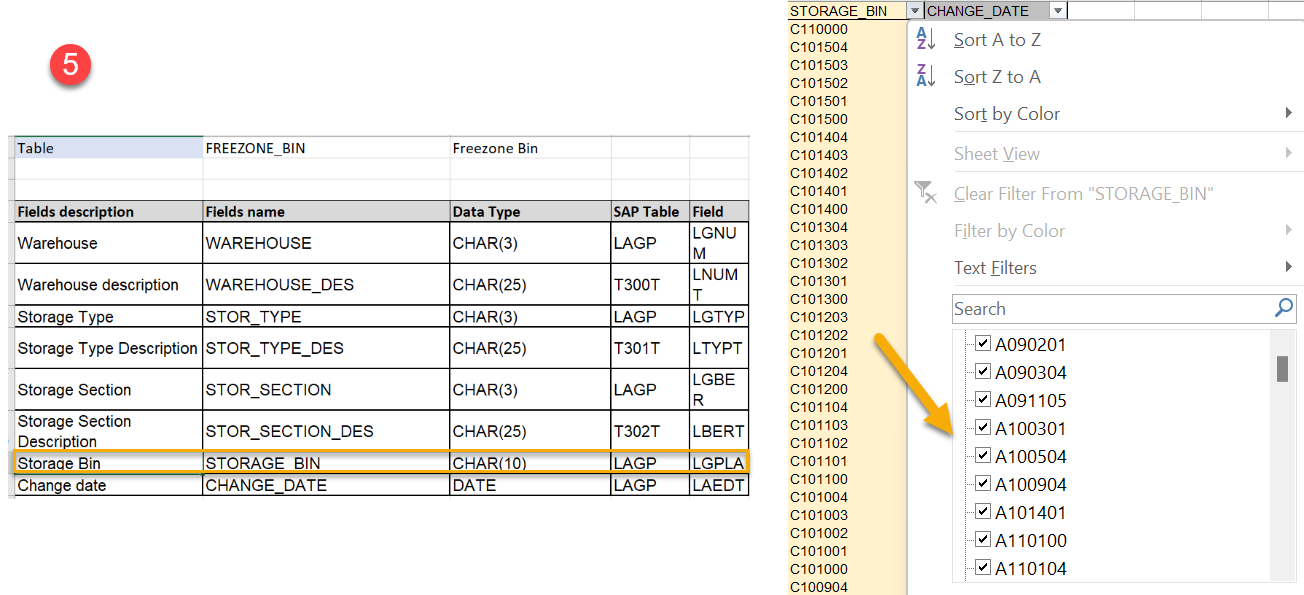 5
Table FREEZONE_BIN Freezone Bin
Fields description Fields name Data Type SAP Table Field
Warehouse WAREHOUSE CHAR(3) LAGP LGNU
M
Warehouse description WAREHOUSE_DES CHAR(25) T300T LNUM
T
Storage Type STOR_TYPE CHAR(3) LAGP LGTYP
Storage Type Description STOR_TYPE_DES CHAR(25) T301T LTYPT
Storage Section STOR_SECTION CHAR(3) LAGP LGBE
R
Storage Section
Description STOR_SECTION_DES CHAR(25) T302T LBERT
Storage Bin STORAGE_BIN CHAR(10) LAGP LGPLA
Change date CHANGE_DATE DATE LAGP LAEDT
STORAGE_BIN CHANGE_DATE
C110000
C101504
C101503
C101502
C101501
C101500
C101404
C101403
C101402
C101401
C101400
C101304
C101303
C101302
C101301
C101300
C101203
C101202
C101201
C101204
C101200
C101104
C101103
C101102
C101101
C101100
C101004
C101003
C101002
C101001
C101000
C100904
Sort A to Z
Sort Z to A
Sort by Color
Sheet View
Clear Filter From "STORAGE_BIN"
Filter by Color
Text Filters
Search
A090201
A090304
A091105
A100301
A100504
A100904
A101401
A110100
A110104